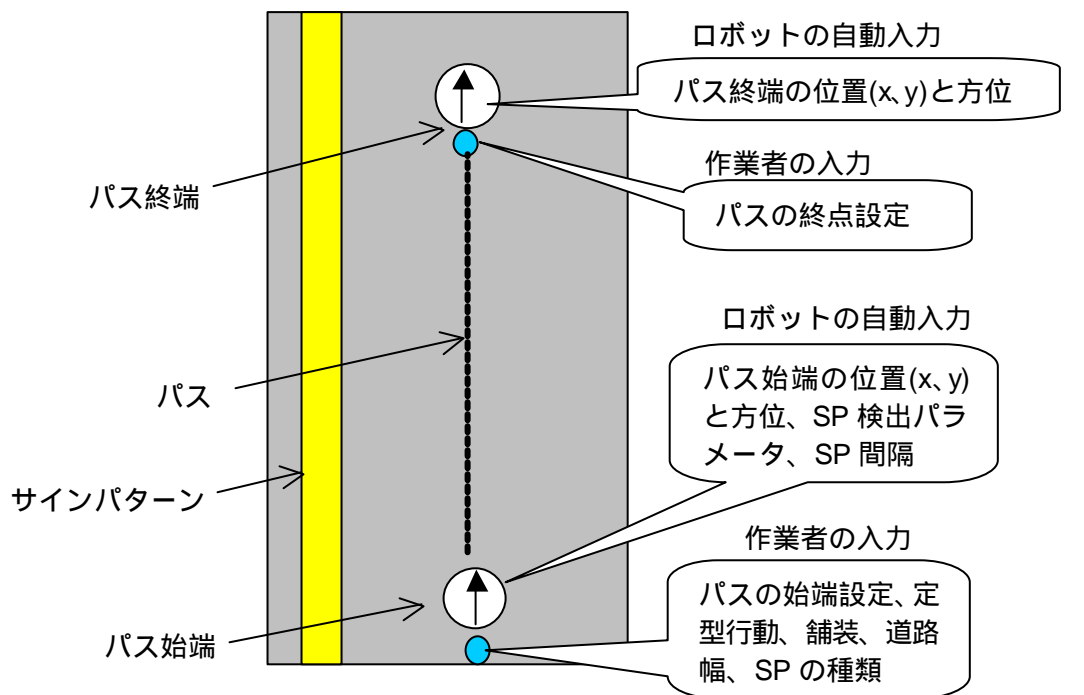 ロボットの自動入力
パス終端の位置(x、y)と方位
作業者の入力
パスの終点設定
パス終端
ロボットの自動入力
パス始端の位置(x、y)
と方位、SP 検出パラ
メータ、SP 間隔
パス
サインパターン
作業者の入力
パスの始端設定、定
型行動、舗装、道路
幅、SP の種類
パス始端